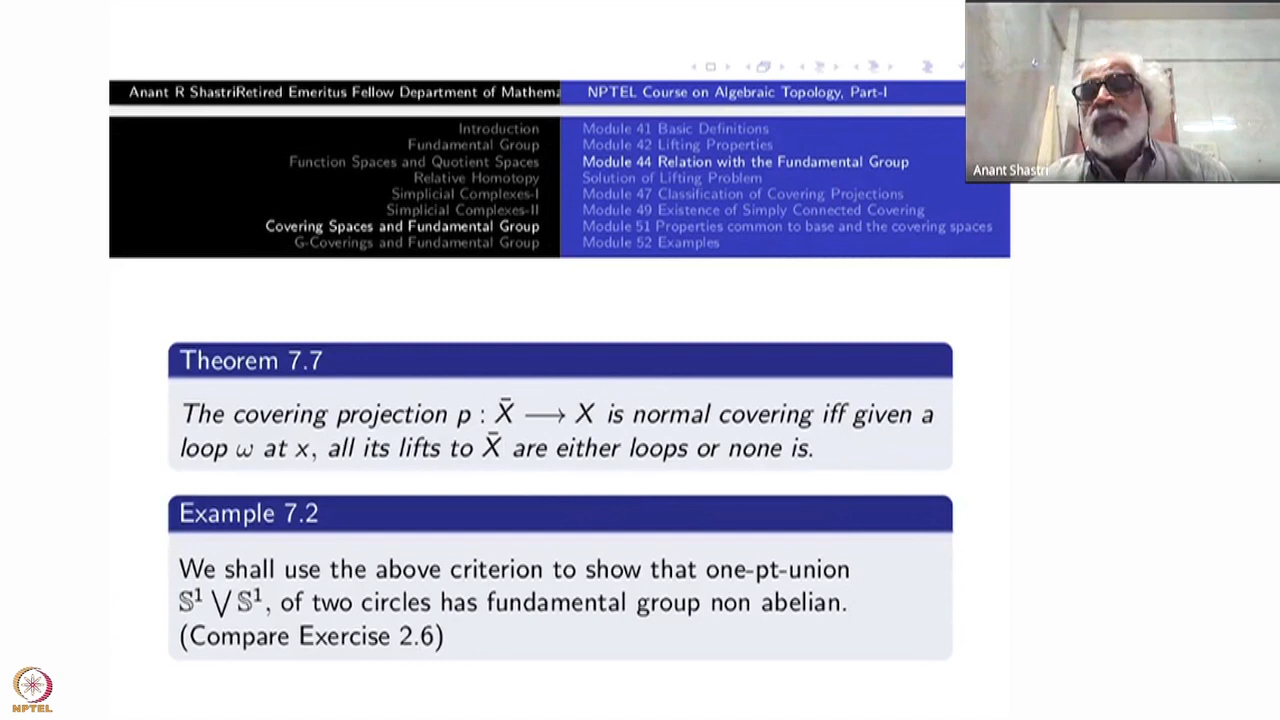 Anant R ShastriRetired Emeritus Fellow Department of Mathema
NPTEL Course on Algebraic Topology, Part-I
Introduction
Fundamental Group
Function Spaces and Quotient Spaces
Relative Homotopy
Simplicial Complexes-I
Simplicial Complexes-II
Covering Spaces and Fundamental Group
G-Coverings and Fundamental Group
Module 41 Basic Definitions
Module 42 Lifting Properties
Module 44 Relation with the Fundamental Group
Solution of Lifting Problem
Module 47 Classification of Covering Projections
Module 49 Existence of Simply Connected Covering
Module 51 Properties common to base and the covering spaces
Module 52 Examples
Anant Shastri
Theorem 7.7
The covering projection p : X̄ ⟶ X is normal covering iff given a
loop ω at x, all its lifts to X̄ are either loops or none is.
Example 7.2
We shall use the above criterion to show that one-pt-union
𝕊¹ ⋁ 𝕊¹, of two circles has fundamental group non abelian.
(Compare Exercise 2.6)
NPTEL